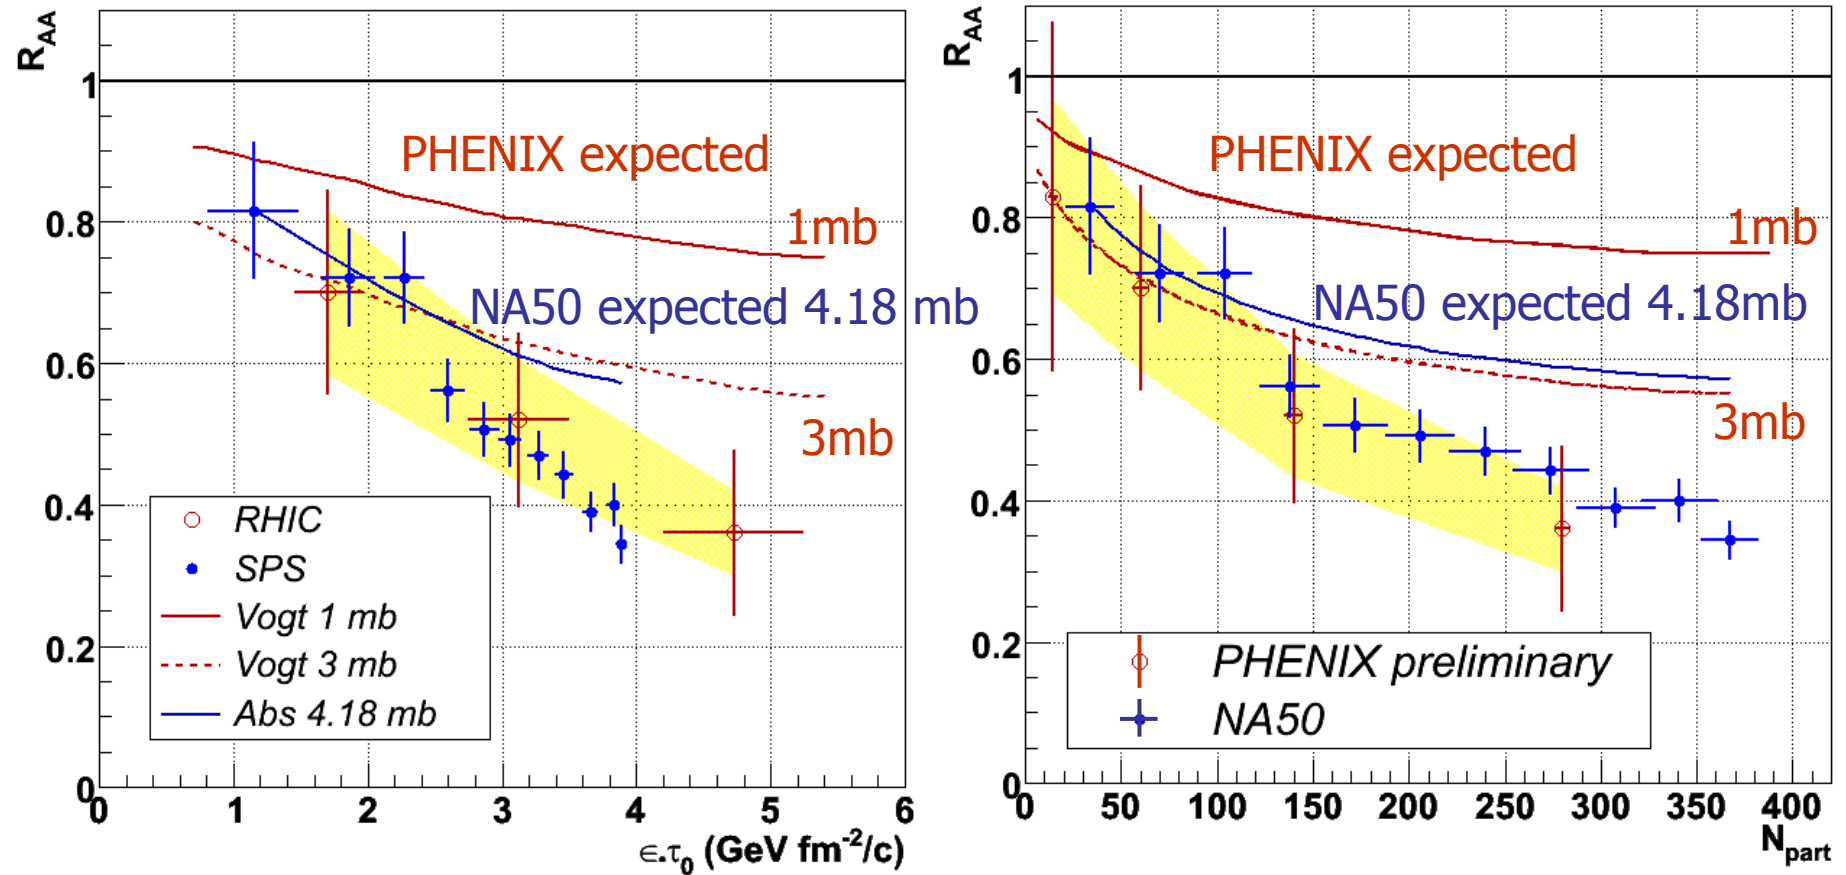 R_AA
1
0.8
0.6
0.4
0.2
0
0 1 2 3 4 5 6
∈.τ₀ (GeV fm⁻²/c)
PHENIX expected
1mb
NA50 expected 4.18 mb
3mb
RHIC
SPS
Vogt 1 mb
Vogt 3 mb
Abs 4.18 mb
R_AA
1
0.8
0.6
0.4
0.2
0
0 50 100 150 200 250 300 350 400
N_part
PHENIX expected
1mb
NA50 expected 4.18mb
3mb
PHENIX preliminary
NA50